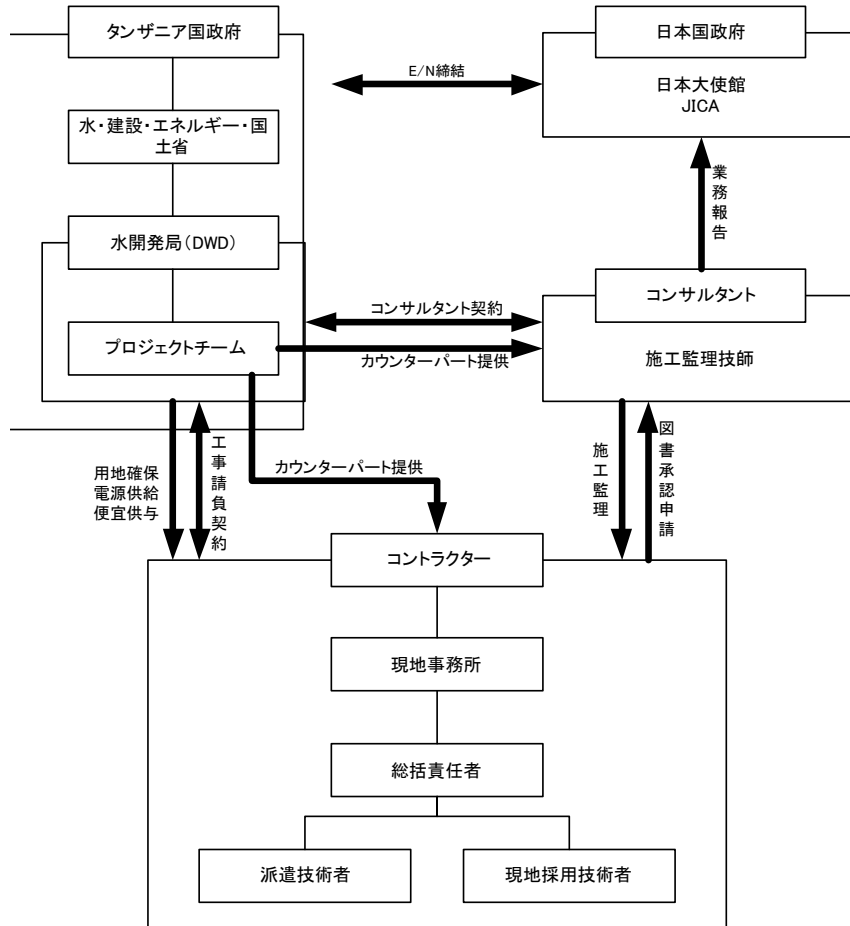 タンザニア国政府
日本国政府
E/N締結
日本大使館
JICA
水・建設・エネルギー・国
土省
業務報告
水開発局(DWD)
コンサルタント
コンサルタント契約
プロジェクトチーム
カウンターパート提供
施工監理技師
用地確保
電源供給
便宜供与
工事請負契約
カウンターパート提供
施工監理
図書承認申請
コントラクター
現地事務所
総括責任者
派遣技術者
現地採用技術者